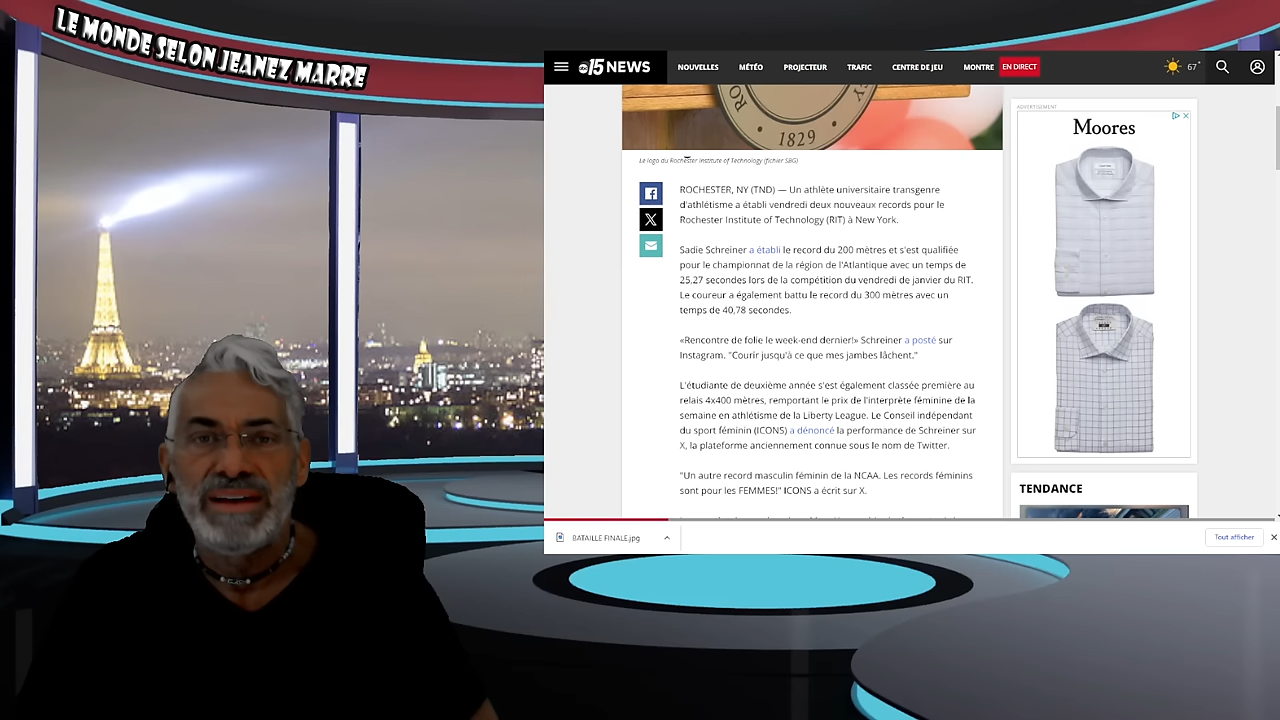 LE MONDE SELON JEANEZ MARRE
abc 15 NEWS
NOUVELLES
MÉTÉO
PROJECTEUR
TRAFIC
CENTRE DE JEU
MONTRE
EN DIRECT
67°
1829
Le logo du Rochester Institute of Technology (fichier SBG)
ROCHESTER, NY (TND) — Un athlète universitaire transgenre
d'athlétisme a établi vendredi deux nouveaux records pour le
Rochester Institute of Technology (RIT) à New York.
Sadie Schreiner a établi le record du 200 mètres et s'est qualifiée
pour le championnat de la région de l'Atlantique avec un temps de
25,27 secondes lors de la compétition du vendredi de janvier du RIT.
Le coureur a également battu le record du 300 mètres avec un
temps de 40,78 secondes.
«Rencontre de folie le week-end dernier!» Schreiner a posté sur
Instagram. "Courir jusqu'à ce que mes jambes lâchent."
L'étudiante de deuxième année s'est également classée première au
relais 4x400 mètres, remportant le prix de l'interprète féminine de la
semaine en athlétisme de la Liberty League. Le Conseil indépendant
du sport féminin (ICONS) a dénoncé la performance de Schreiner sur
X, la plateforme anciennement connue sous le nom de Twitter.
"Un autre record masculin féminin de la NCAA. Les records féminins
sont pour les FEMMES!" ICONS a écrit sur X.
ADVERTISEMENT
Moores
TENDANCE
BATAILLE FINALE.jpg
Tout afficher